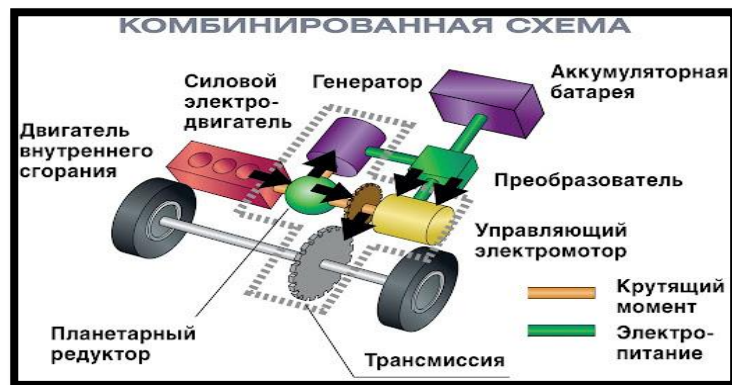 КОМБИНИРОВАННАЯ СХЕМА
Силовой
электро-
двигатель
Генератор
Аккумуляторная
батарея
Двигатель
внутреннего
сгорания
Преобразователь
Управляющий
электромотор
Крутящий
момент
Электро-
питание
Планетарный
редуктор
Трансмиссия